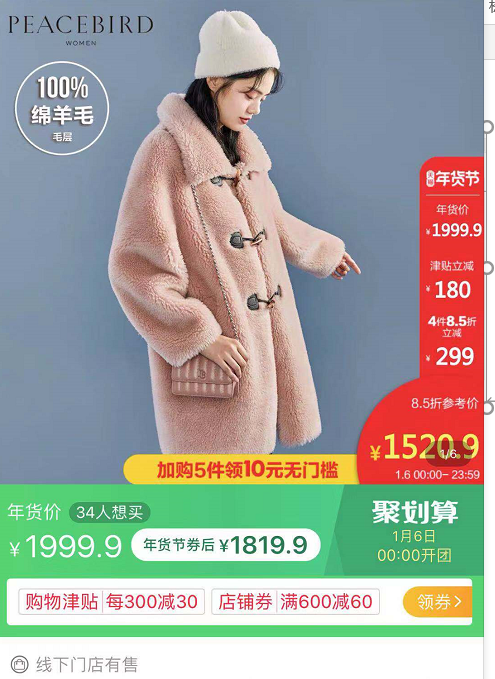 PEACEBIRD
WOMEN
100%
绵羊毛
毛层
年货节
年货价
¥1999.9
津贴立减
¥180
4件8.5折
立减
¥299
8.5折参考价
¥1520.9
1/6
1.6 00:00-23:59
加购5件领10元无门槛
年货价 34人想买
¥1999.9 年货节券后¥1819.9
聚划算
1月6日
00:00开团
购物津贴 每300减30 店铺券 满600减60 领券>
线下门店有售